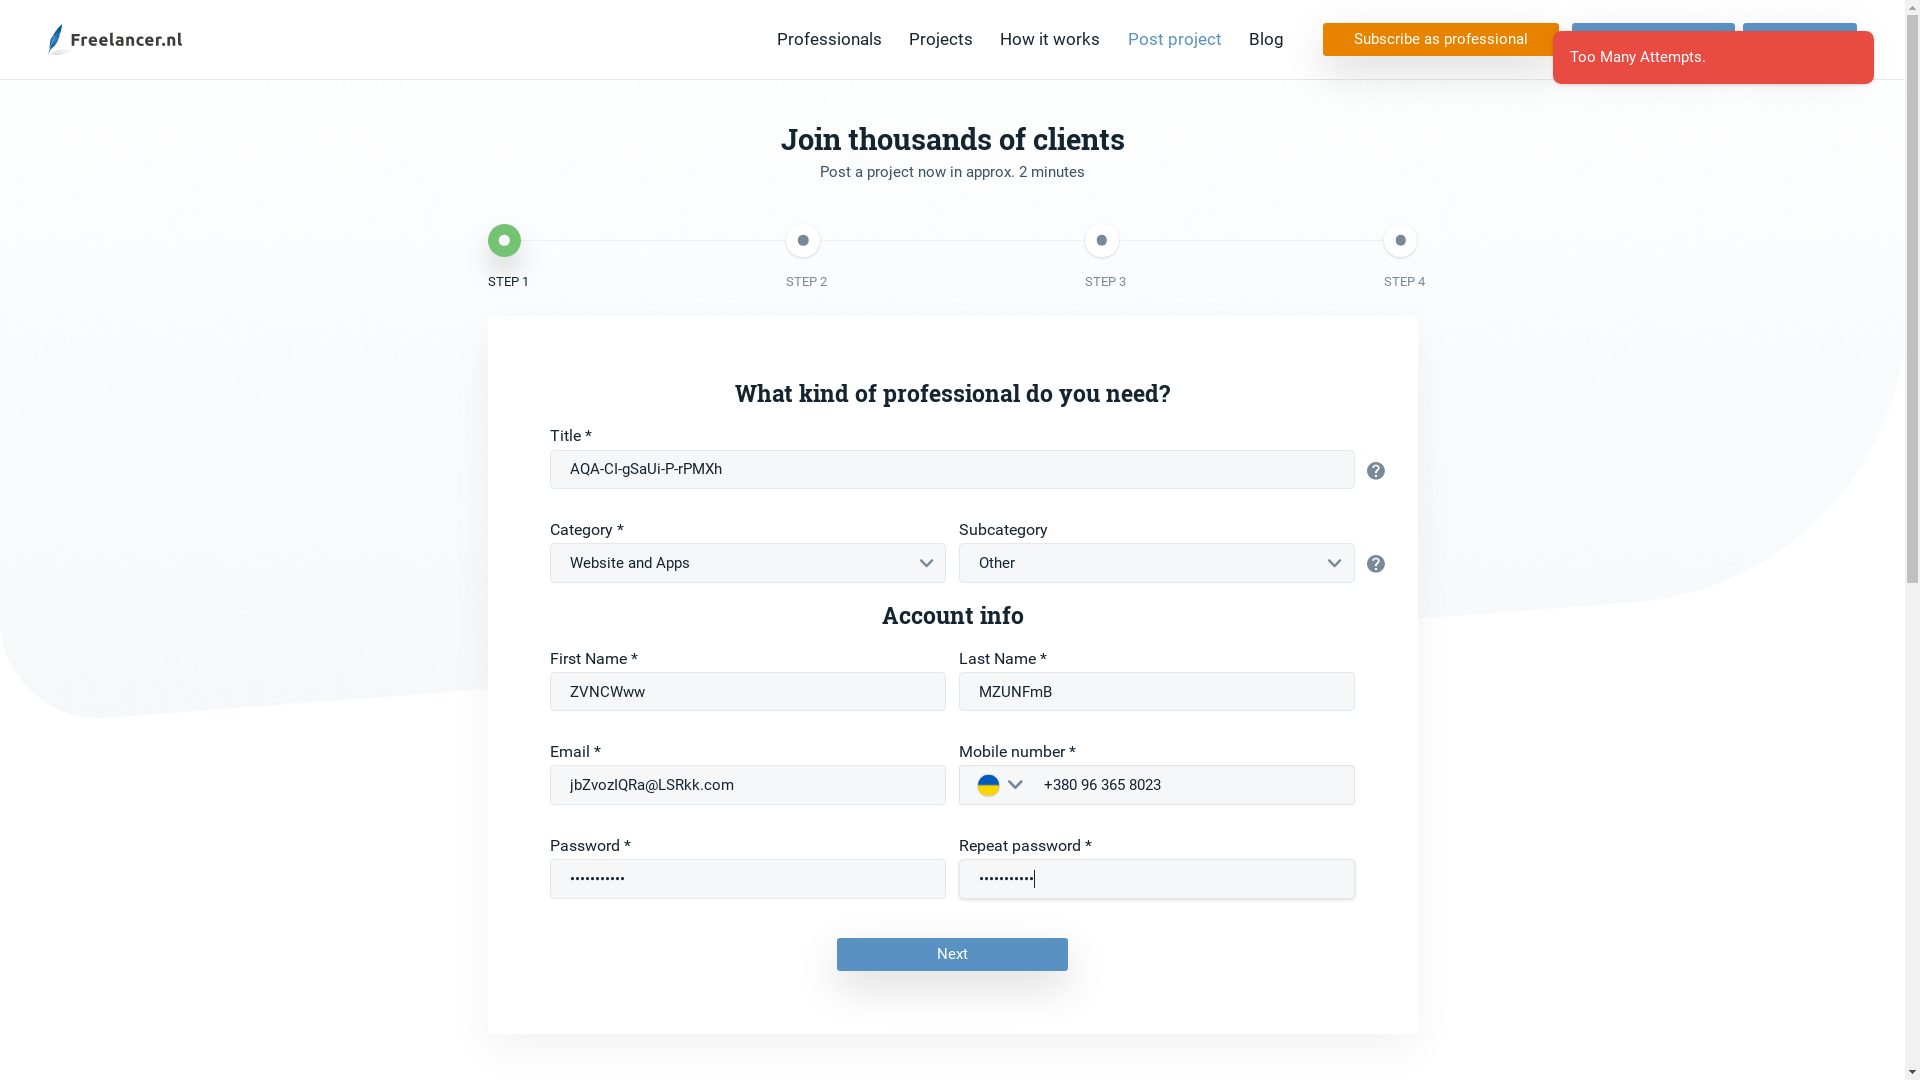 Freelancer.nl
Professionals Projects How it works Post project Blog Subscribe as professional
Too Many Attempts.
Join thousands of clients
Post a project now in approx. 2 minutes
STEP 1 STEP 2 STEP 3 STEP 4
What kind of professional do you need?
Title *
AQA-CI-gSaUi-P-rPMXh
Category * Subcategory
Website and Apps Other
Account info
First Name * Last Name *
ZVNCWww MZUNFmB
Email * Mobile number *
jbZvozIQRa@LSRkk.com +380 96 365 8023
Password * Repeat password *
••••••••••• •••••••••••
Next